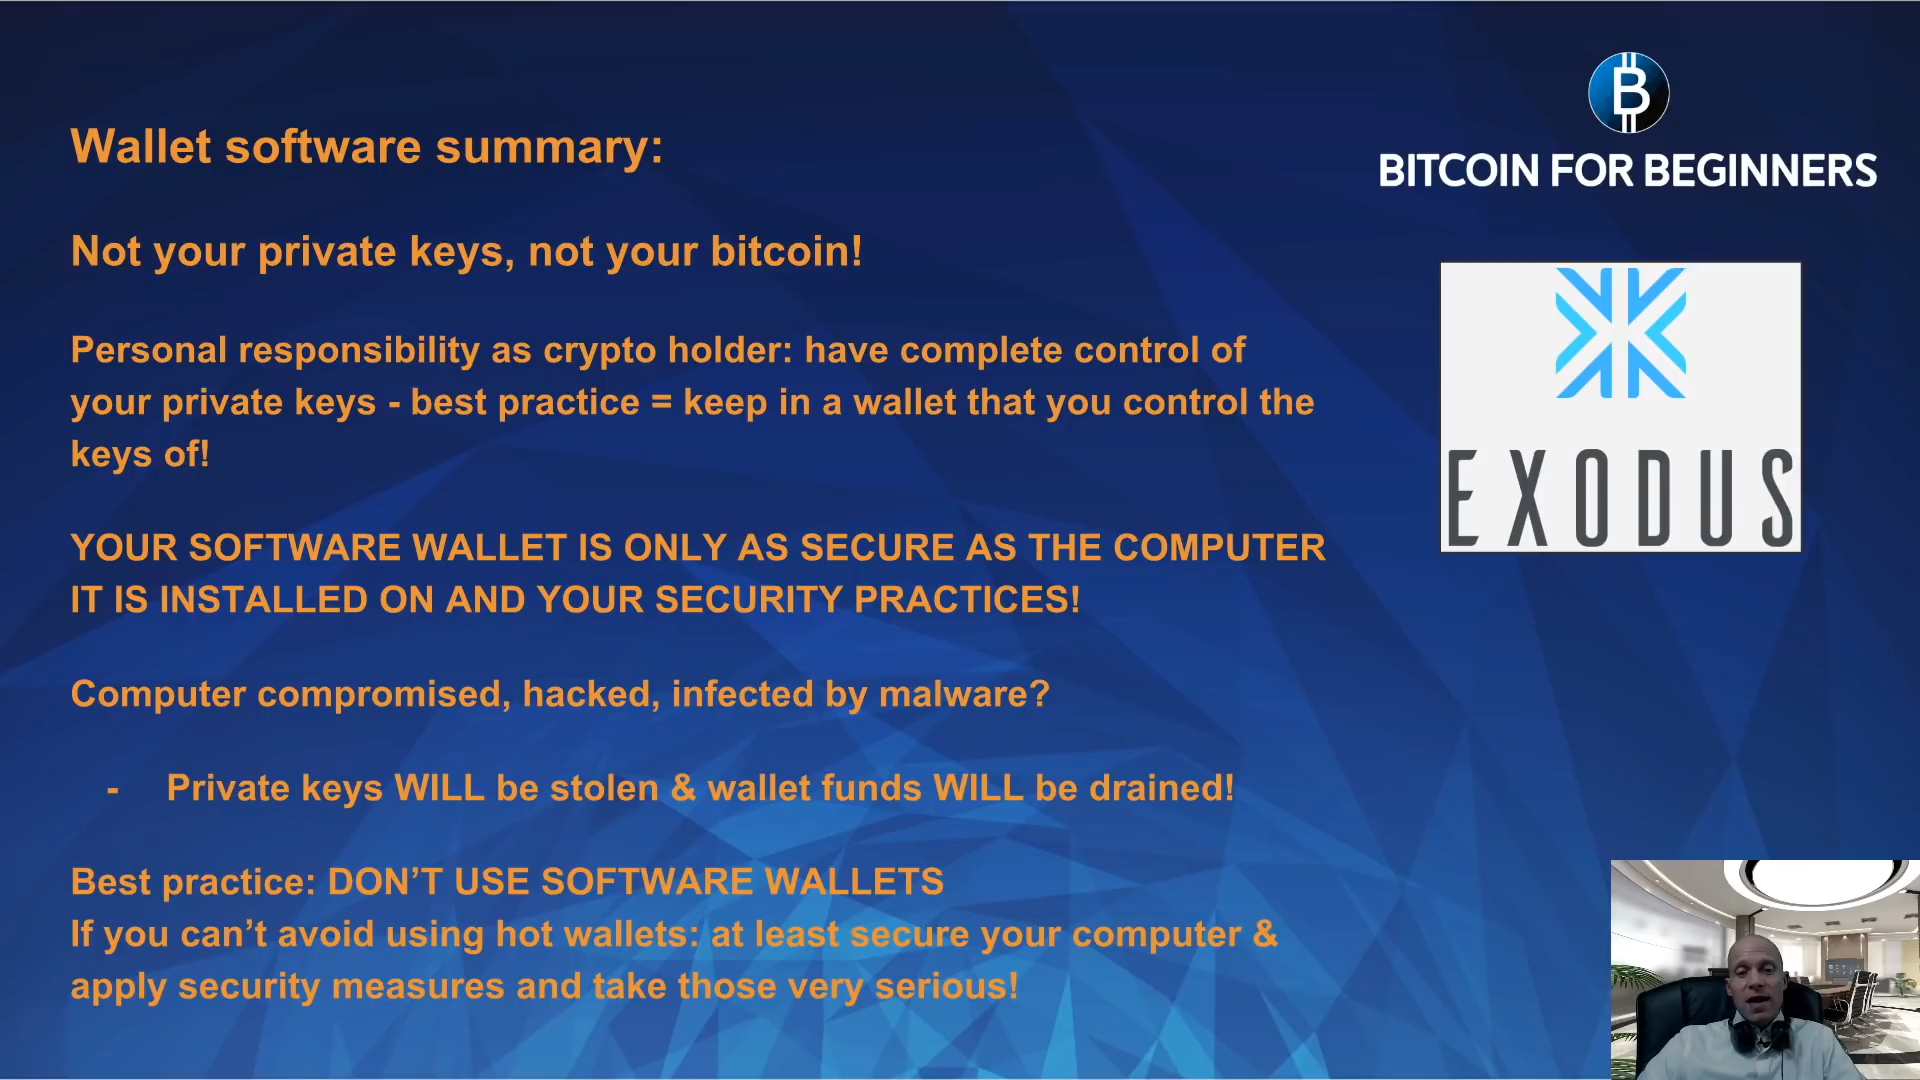 Wallet software summary:
BITCOIN FOR BEGINNERS
Not your private keys, not your bitcoin!
Personal responsibility as crypto holder: have complete control of
your private keys - best practice = keep in a wallet that you control the
keys of!
EXODUS
YOUR SOFTWARE WALLET IS ONLY AS SECURE AS THE COMPUTER
IT IS INSTALLED ON AND YOUR SECURITY PRACTICES!
Computer compromised, hacked, infected by malware?
- Private keys WILL be stolen & wallet funds WILL be drained!
Best practice: DON’T USE SOFTWARE WALLETS
If you can’t avoid using hot wallets: at least secure your computer &
apply security measures and take those very serious!